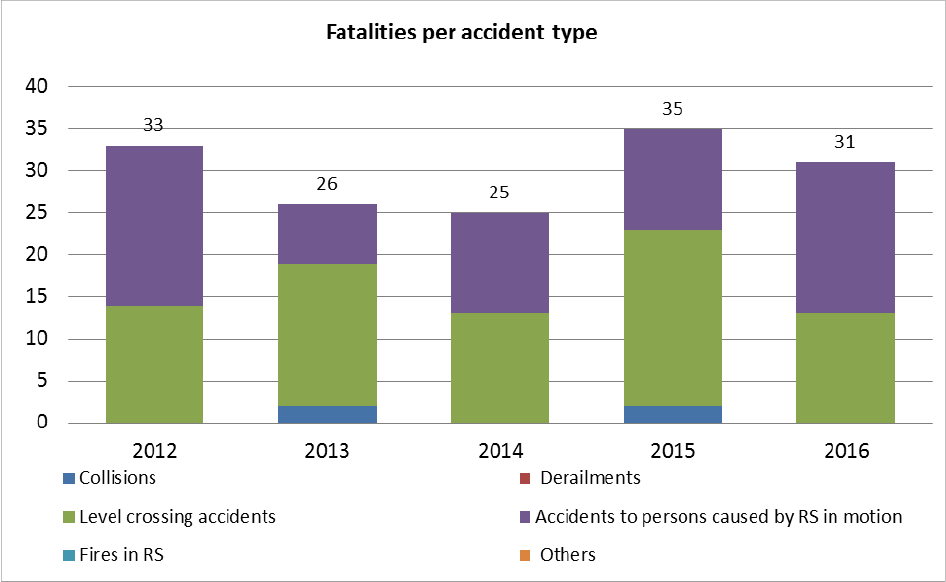 Fatalities per accident type
40
35
30
25
20
15
10
5
0
33
26
25
35
31
2012 2013 2014 2015 2016
Collisions Derailments
Level crossing accidents Accidents to persons caused by RS in motion
Fires in RS Others